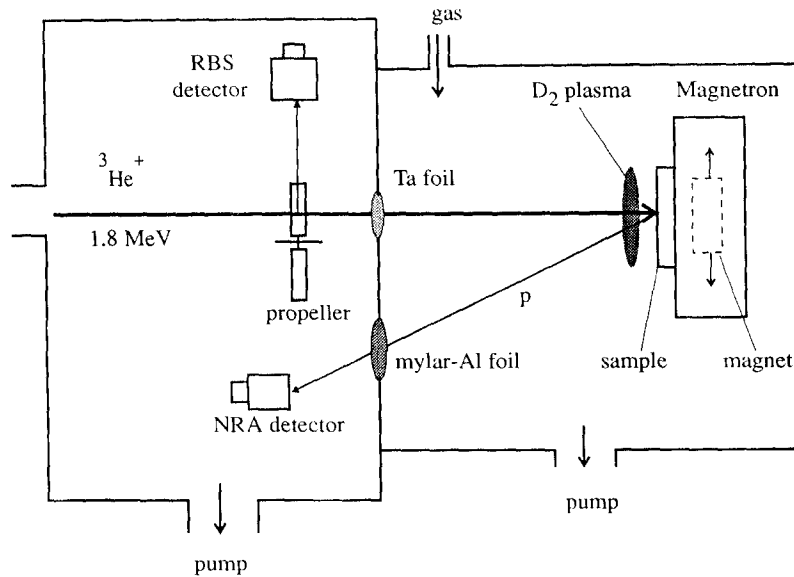 gas
RBS
detector
D₂ plasma
Magnetron
³He⁺
Ta foil
1.8 MeV
propeller
p
mylar-Al foil
sample
magnet
NRA detector
pump
pump